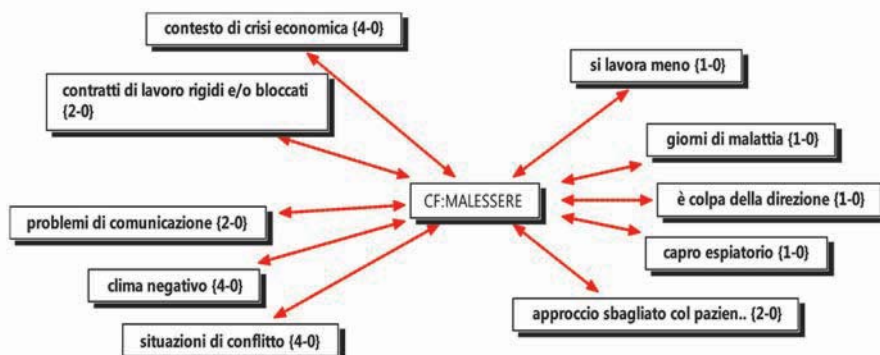 contesto di crisi economica {4-0}
si lavora meno {1-0}
contratti di lavoro rigidi e/o bloccati
{2-0}
giorni di malattia {1-0}
CF:MALESSERE
è colpa della direzione {1-0}
problemi di comunicazione {2-0}
capro espiatorio {1-0}
clima negativo {4-0}
approccio sbagliato col pazien.. {2-0}
situazioni di conflitto {4-0}